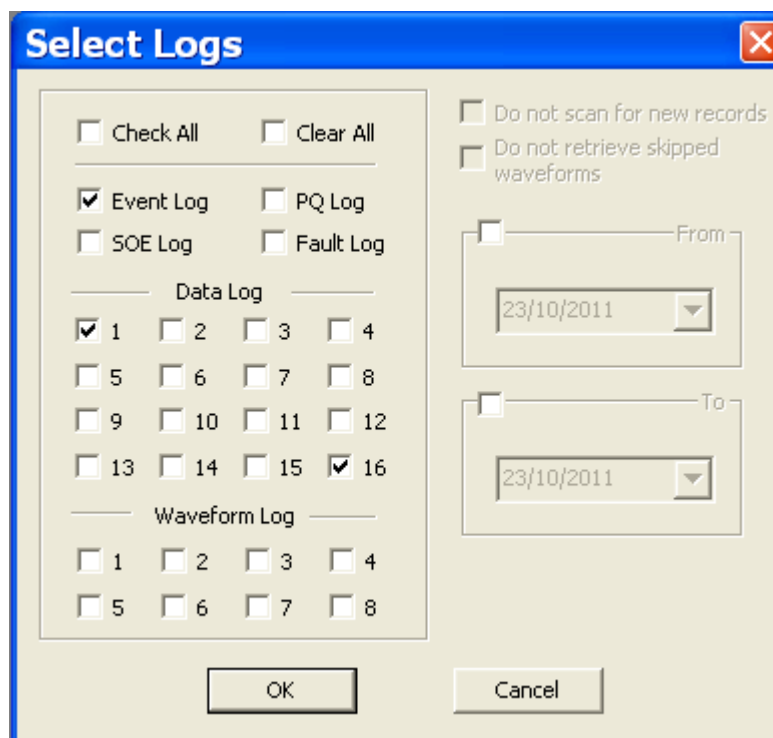 Select Logs
Check All Clear All
Event Log PQ Log
SOE Log Fault Log
Data Log
1 2 3 4
5 6 7 8
9 10 11 12
13 14 15 16
Waveform Log
1 2 3 4
5 6 7 8
Do not scan for new records
Do not retrieve skipped
waveforms
From
23/10/2011
To
23/10/2011
OK Cancel